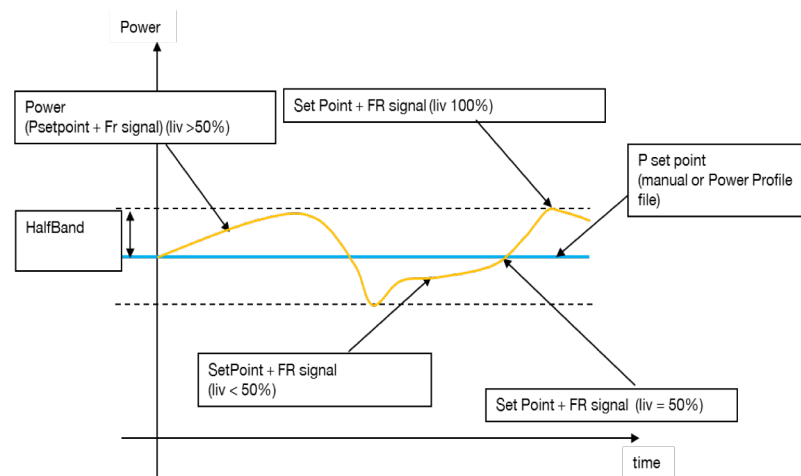 Power
Power
(Psetpoint + Fr signal) (liv >50%)
Set Point + FR signal (liv 100%)
P set point
(manual or Power Profile
file)
HalfBand
SetPoint + FR signal
(liv < 50%)
Set Point + FR signal (liv = 50%)
time